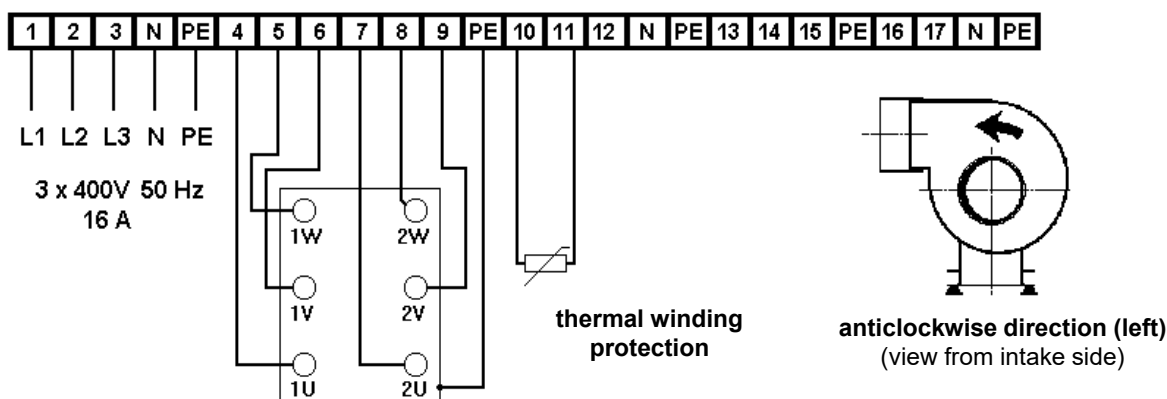 1 2 3 N PE 4 5 6 7 8 9 PE 10 11 12 N PE 13 14 15 PE 16 17 N PE
L1 L2 L3 N PE
3 x 400V 50 Hz
16 A
1W 2W
1V 2V
1U 2U
thermal winding
protection
anticlockwise direction (left)
(view from intake side)